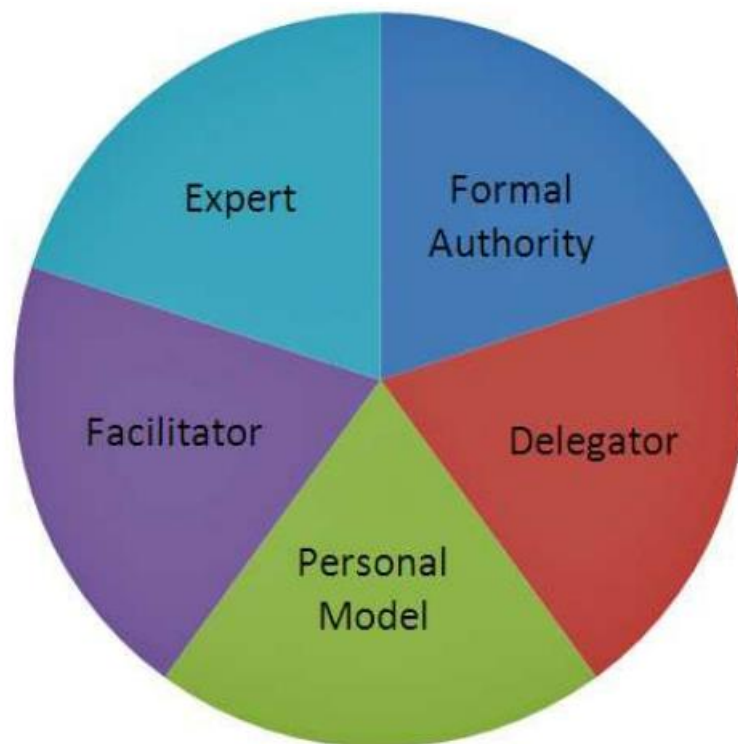 Expert
Formal
Authority
Facilitator
Delegator
Personal
Model